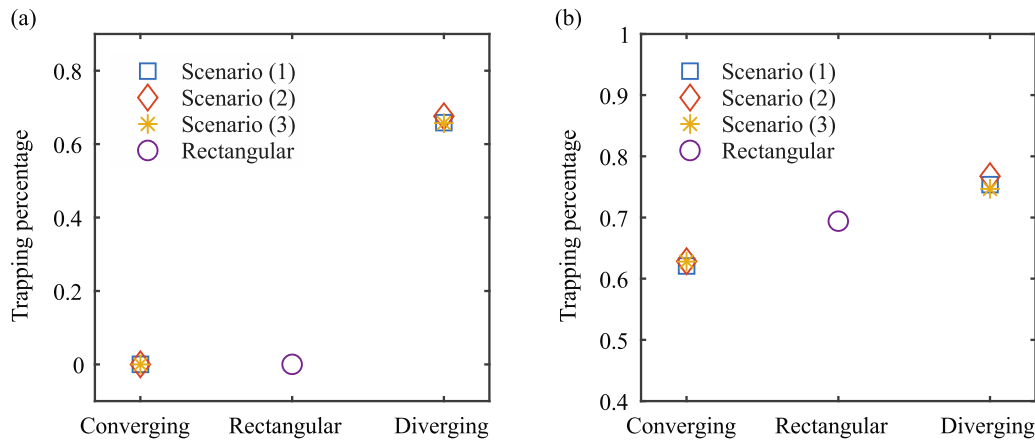 (a)
Trapping percentage
0.8
0.6
0.4
0.2
0
Scenario (1)
Scenario (2)
Scenario (3)
Rectangular
Converging Rectangular Diverging
(b)
Trapping percentage
1
0.9
0.8
0.7
0.6
0.5
0.4
Scenario (1)
Scenario (2)
Scenario (3)
Rectangular
Converging Rectangular Diverging